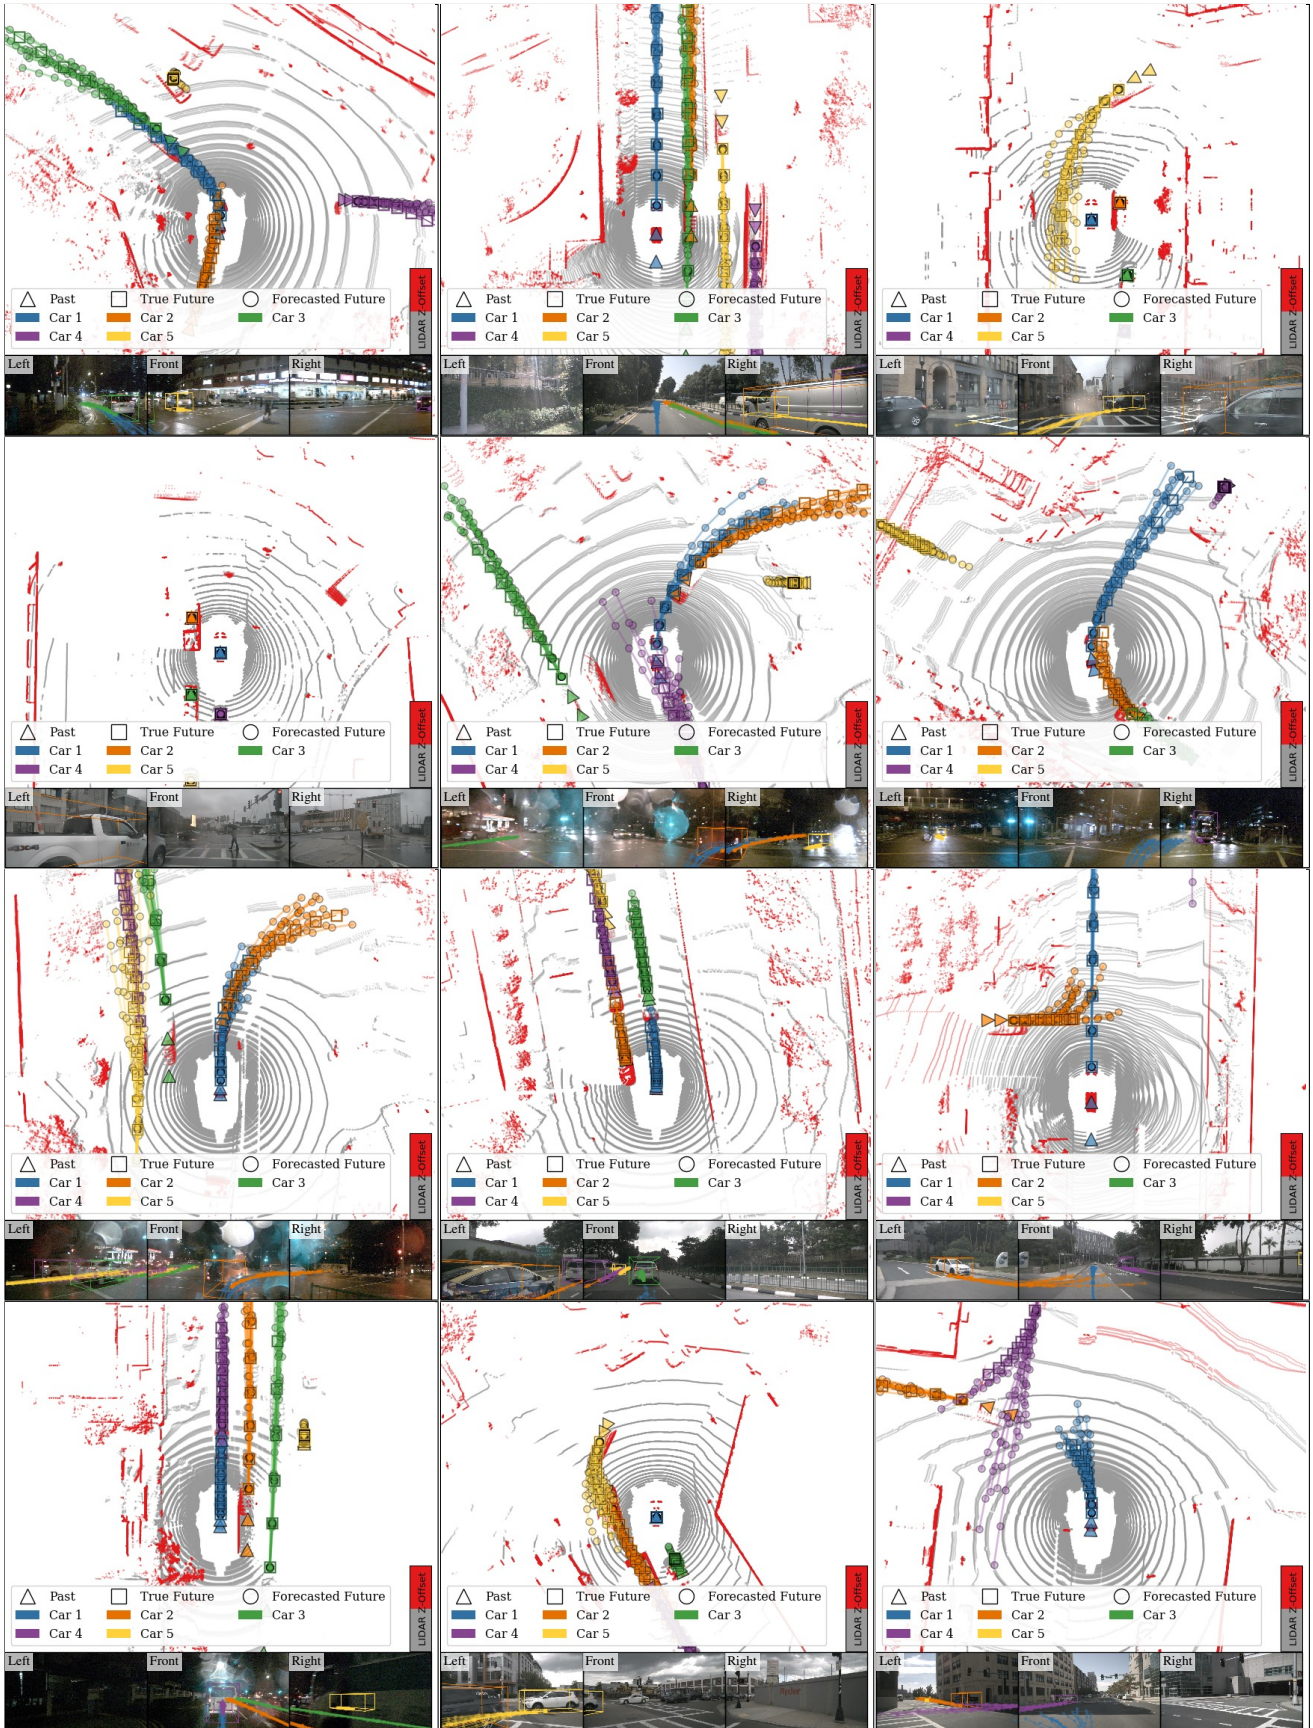 LIDAR Z-Offset LIDAR Z-Offset LIDAR Z-Offset
Past True Future Forecasted Future Past True Future Forecasted Future Past True Future Forecasted Future
Car 1 Car 2 Car 3 Car 1 Car 2 Car 3 Car 1 Car 2 Car 3
Car 4 Car 5 Car 4 Car 5 Car 4 Car 5
Left Front Right Left Front Right Left Front Right
LIDAR Z-Offset LIDAR Z-Offset LIDAR Z-Offset
Past True Future Forecasted Future Past True Future Forecasted Future Past True Future Forecasted Future
Car 1 Car 2 Car 3 Car 1 Car 2 Car 3 Car 1 Car 2 Car 3
Car 4 Car 5 Car 4 Car 5 Car 4 Car 5
Left Front Right Left Front Right Left Front Right
LIDAR Z-Offset LIDAR Z-Offset LIDAR Z-Offset
Past True Future Forecasted Future Past True Future Forecasted Future Past True Future Forecasted Future
Car 1 Car 2 Car 3 Car 1 Car 2 Car 3 Car 1 Car 2 Car 3
Car 4 Car 5 Car 4 Car 5 Car 4 Car 5
Left Front Right Left Front Right Left Front Right
LIDAR Z-Offset LIDAR Z-Offset LIDAR Z-Offset
Past True Future Forecasted Future Past True Future Forecasted Future Past True Future Forecasted Future
Car 1 Car 2 Car 3 Car 1 Car 2 Car 3 Car 1 Car 2 Car 3
Car 4 Car 5 Car 4 Car 5 Car 4 Car 5
Left Front Right Left Front Right Left Front Right